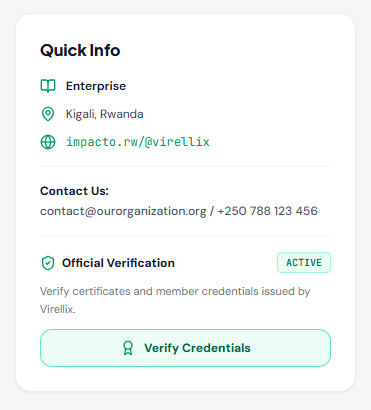 Quick Info
Enterprise
Kigali, Rwanda
impacto.rw/@virellix
Contact Us:
contact@ourorganization.org / +250 788 123 456
Official Verification ACTIVE
Verify certificates and member credentials issued by
Virellix.
Verify Credentials